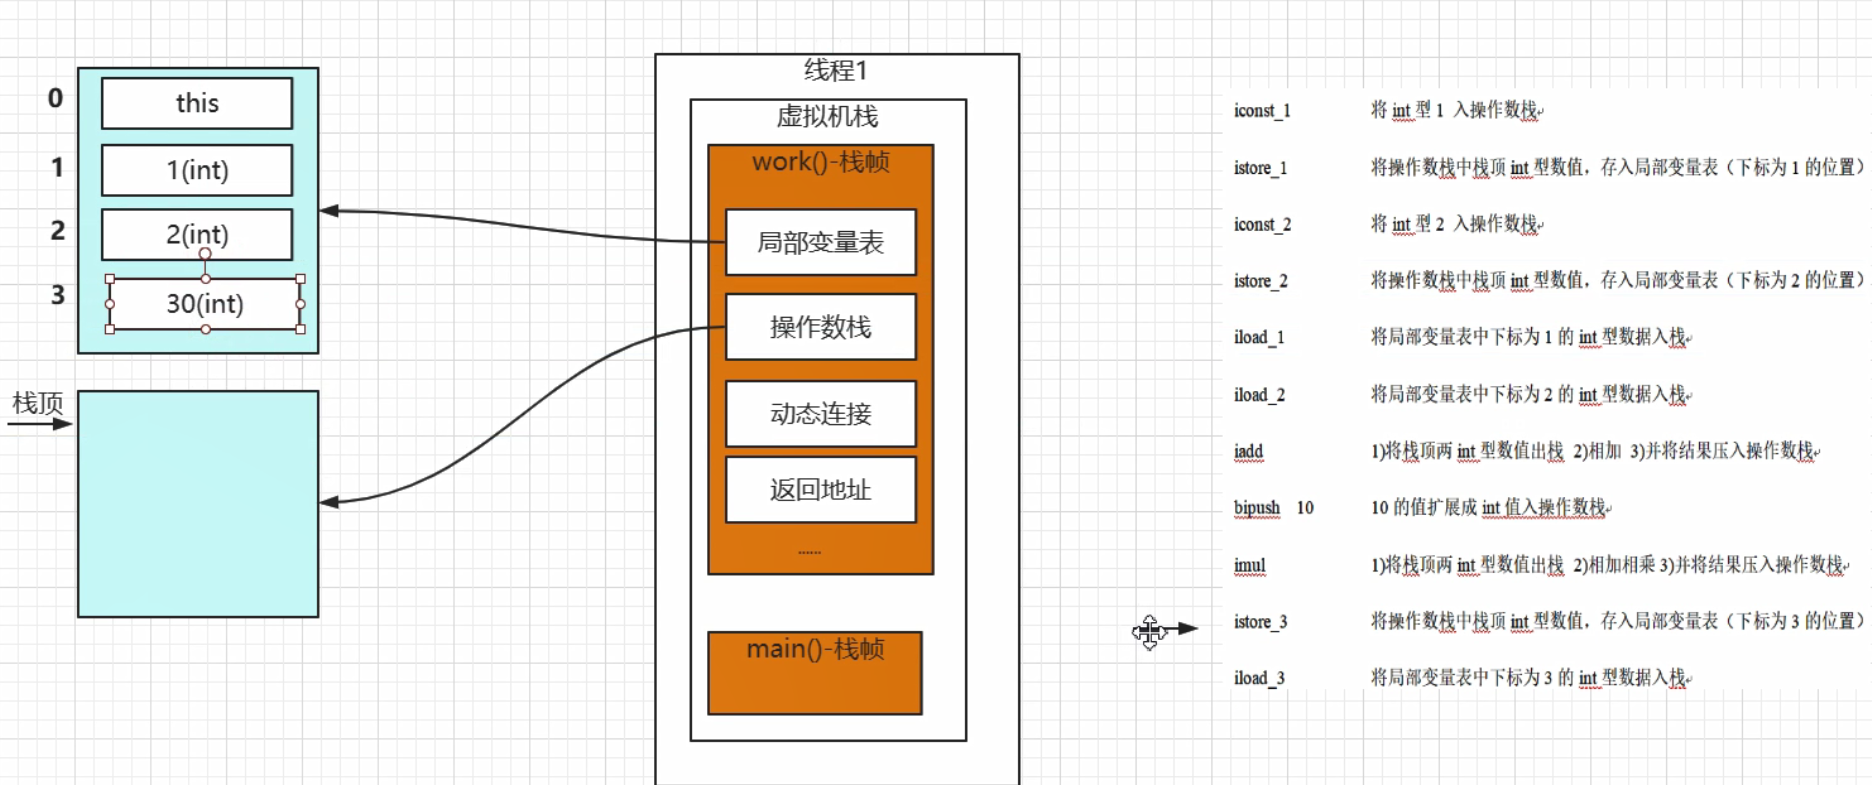 0
this
1
1(int)
2
2(int)
3
30(int)
栈顶
线程1
虚拟机栈
work()-栈帧
局部变量表
操作数栈
动态连接
返回地址
......
main()-栈帧
iconst_1 将 int 型 1 入操作数栈
istore_1 将操作数栈中栈顶 int 型数值，存入局部变量表（下标为 1 的位置）
iconst_2 将 int 型 2 入操作数栈
istore_2 将操作数栈中栈顶 int 型数值，存入局部变量表（下标为 2 的位置）
iload_1 将局部变量表中下标为 1 的 int 型数据入栈
iload_2 将局部变量表中下标为 2 的 int 型数据入栈
iadd 1)将栈顶两 int 型数值出栈 2)相加 3)并将结果压入操作数栈
bipush 10 10 的值扩展成 int 值入操作数栈
imul 1)将栈顶两 int 型数值出栈 2)相加相乘 3)并将结果压入操作数栈
istore_3 将操作数栈中栈顶 int 型数值，存入局部变量表（下标为 3 的位置）
iload_3 将局部变量表中下标为 3 的 int 型数据入栈